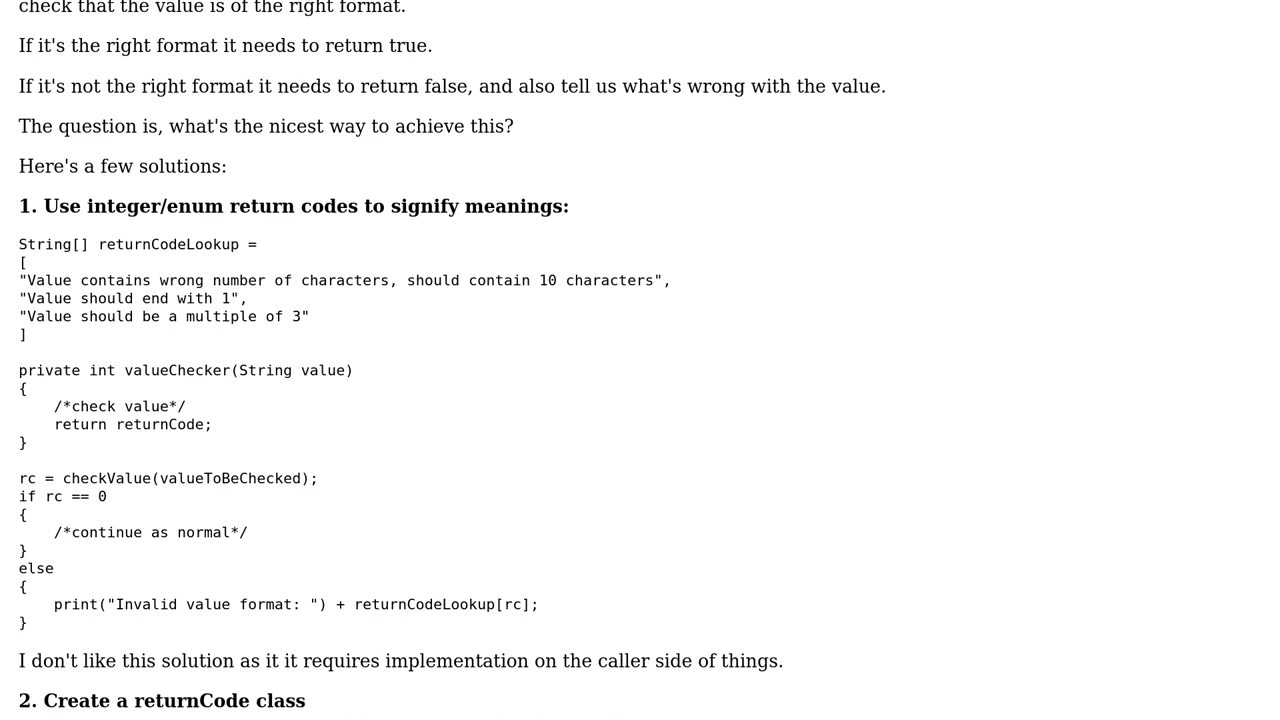 check that the value is of the right format.
If it's the right format it needs to return true.
If it's not the right format it needs to return false, and also tell us what's wrong with the value.
The question is, what's the nicest way to achieve this?
Here's a few solutions:
1. Use integer/enum return codes to signify meanings:
String[] returnCodeLookup =
[
"Value contains wrong number of characters, should contain 10 characters",
"Value should end with 1",
"Value should be a multiple of 3"
]
private int valueChecker(String value)
{
    /*check value*/
    return returnCode;
}
rc = checkValue(valueToBeChecked);
if rc == 0
{
    /*continue as normal*/
}
else
{
    print("Invalid value format: ") + returnCodeLookup[rc];
}
I don't like this solution as it it requires implementation on the caller side of things.
2. Create a returnCode class